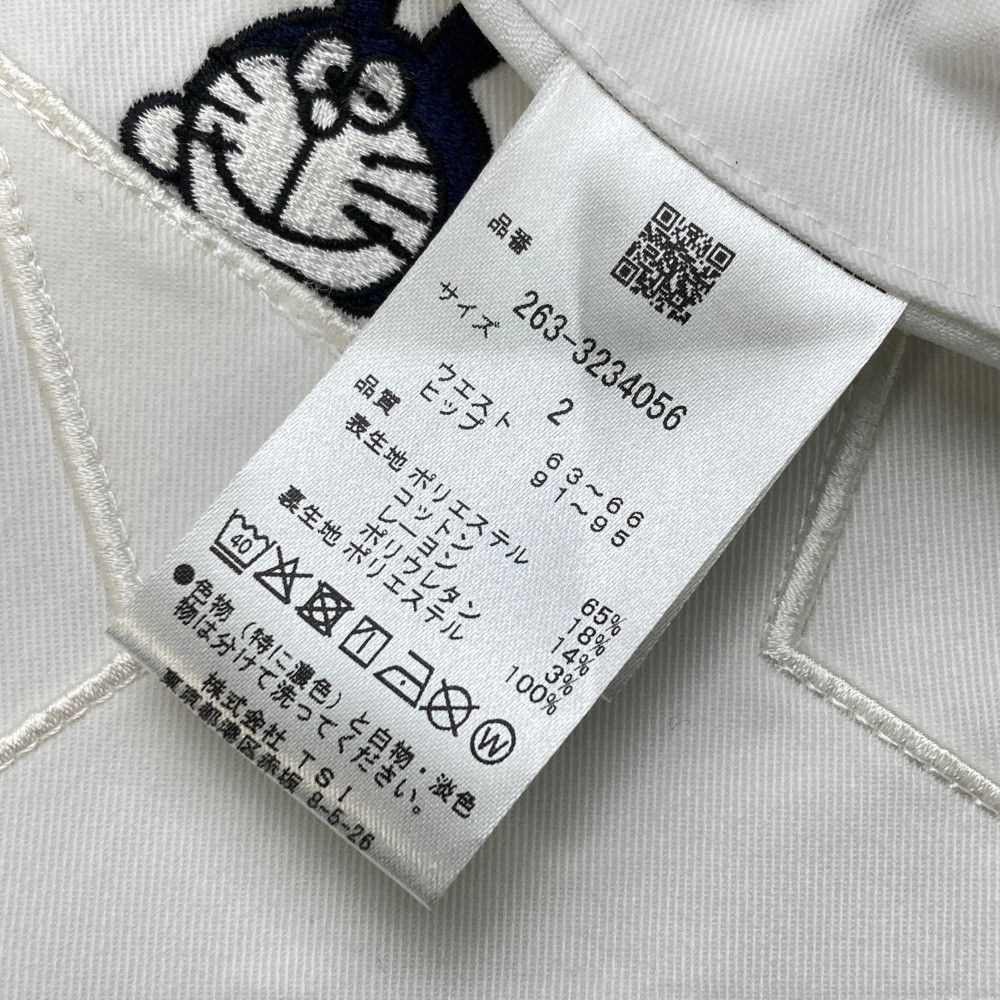 品番
263-3234056
サイズ
2
ウエスト 63~66
ヒップ 91~95
品質
表生地 ポリエステル 65%
コットン 18%
レーヨン 14%
ポリウレタン 3%
裏生地 ポリエステル 100%
40
W
●色物(特に濃色)と白物・淡色
物は分けて洗ってください。
株式会社 TSI
東京都港区赤坂 8-5-26